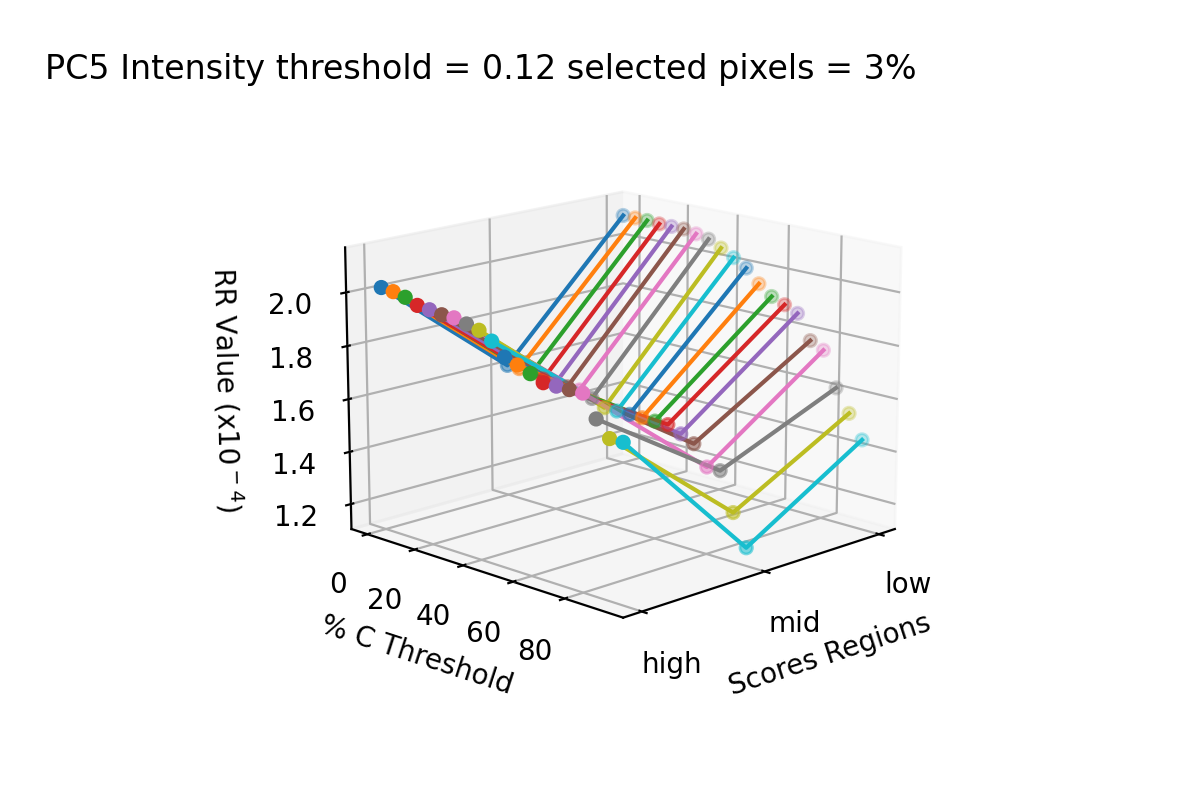 PC5 Intensity threshold = 0.12 selected pixels = 3%
RR Value (x10⁻⁴)
2.0
1.8
1.6
1.4
1.2
0
20
40
60
80
% C Threshold
high
mid
low
Scores Regions